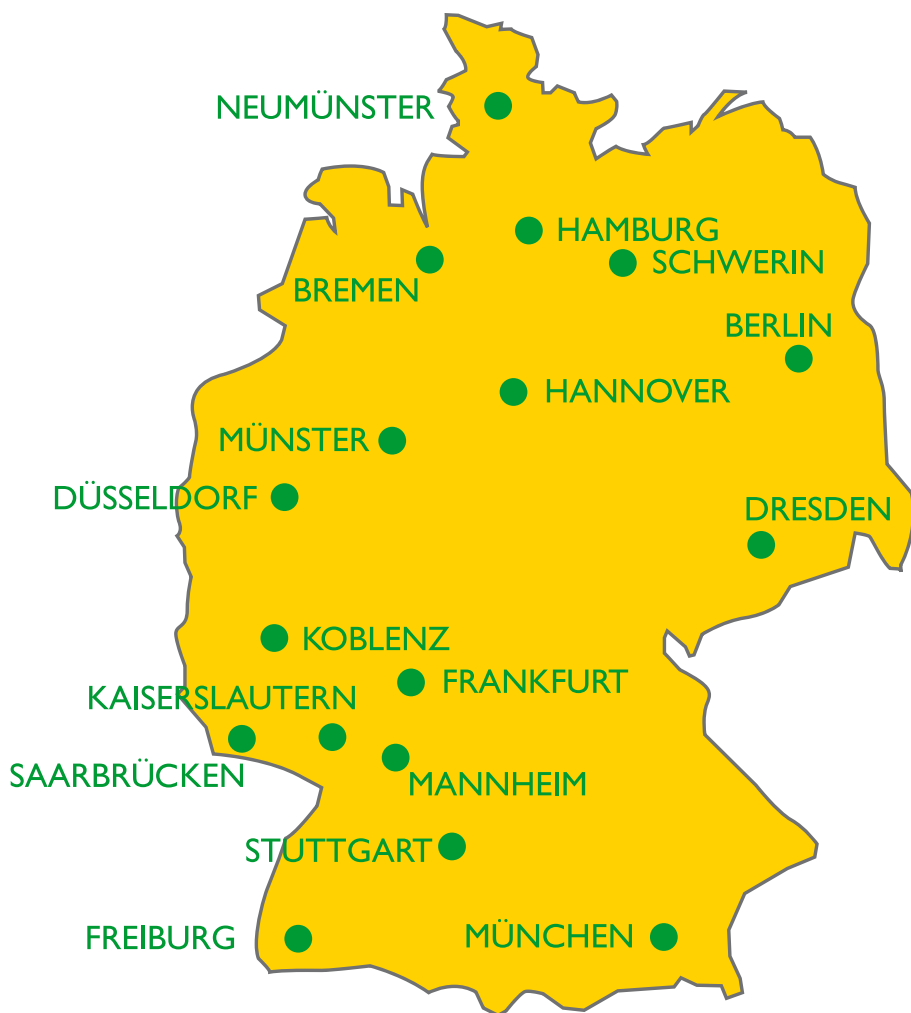 NEUMÜNSTER
HAMBURG
SCHWERIN
BREMEN
BERLIN
HANNOVER
MÜNSTER
DÜSSELDORF
DRESDEN
KOBLENZ
FRANKFURT
KAISERSLAUTERN
SAARBRÜCKEN
MANNHEIM
STUTTGART
FREIBURG
MÜNCHEN